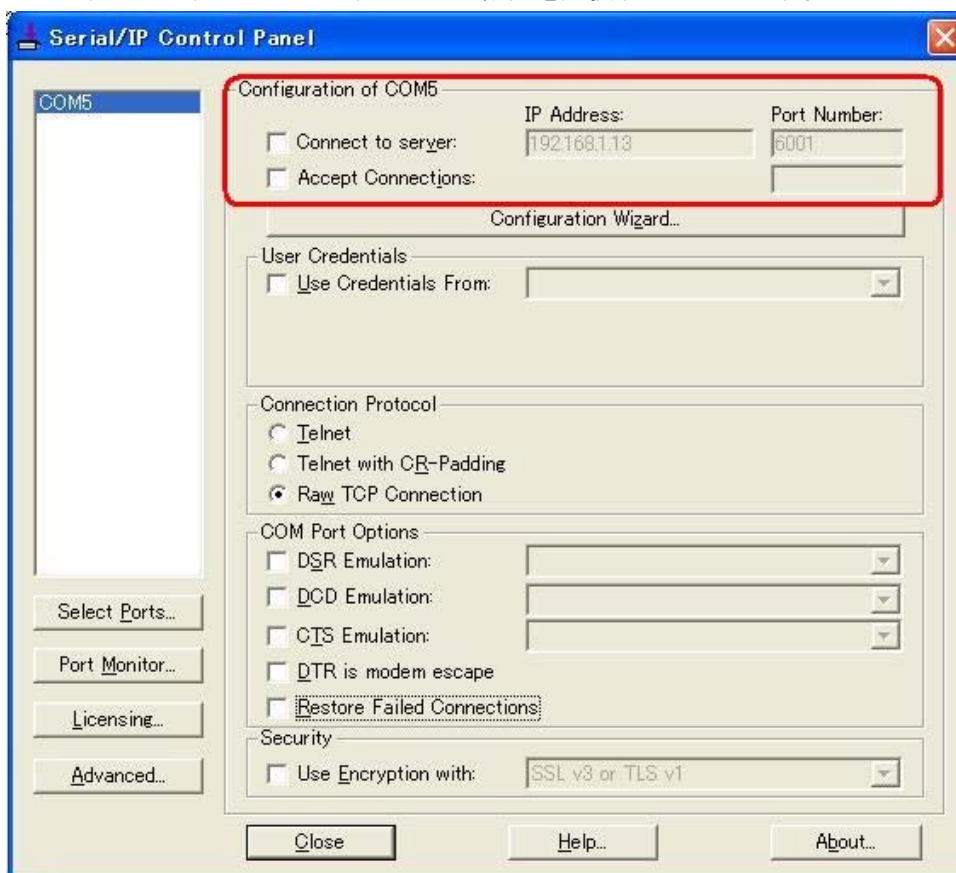 Serial/IP Control Panel
COM5
Configuration of COM5
IP Address: Port Number:
Connect to server: 192.168.1.13 6001
Accept Connections:
Configuration Wizard...
User Credentials
Use Credentials From:
Connection Protocol
Telnet
Telnet with CR-Padding
Raw TCP Connection
COM Port Options
DSR Emulation:
DCD Emulation:
CTS Emulation:
DTR is modem escape
Restore Failed Connections
Security
Use Encryption with: SSL v3 or TLS v1
Select Ports...
Port Monitor...
Licensing...
Advanced...
Close Help... About...